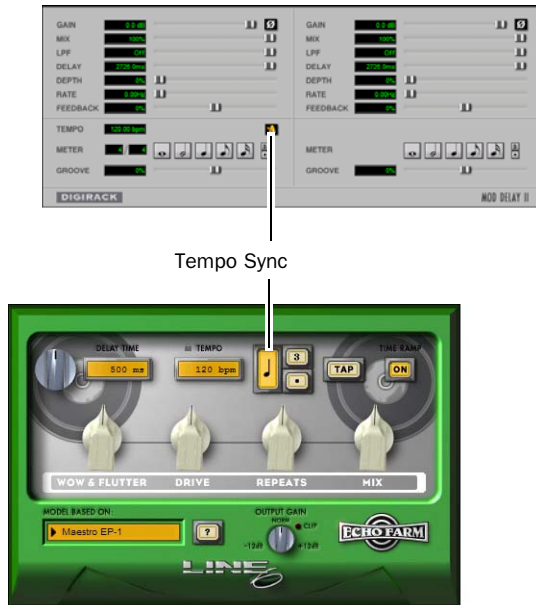 GAIN 0.0 dB Ø GAIN 0.0 dB Ø
MIX 100% MIX 100%
LPF Off LPF Off
DELAY 2726.0ms DELAY 2726.0ms
DEPTH 0% DEPTH 0%
RATE 0.00Hz RATE 0.00Hz
FEEDBACK 0% FEEDBACK 0%
TEMPO 120.00 bpm
METER 4 / 4 3 METER 3
GROOVE 0% GROOVE 0%
DIGIRACK MOD DELAY II
Tempo Sync
DELAY TIME TEMPO TIME RAMP
500 ms 120 bpm 3 TAP ON
WOW & FLUTTER DRIVE REPEATS MIX
MODEL BASED ON: OUTPUT GAIN
NORM CLIP
Maestro EP-1 ? ECHO FARM
-12dB +12dB
LINE 6